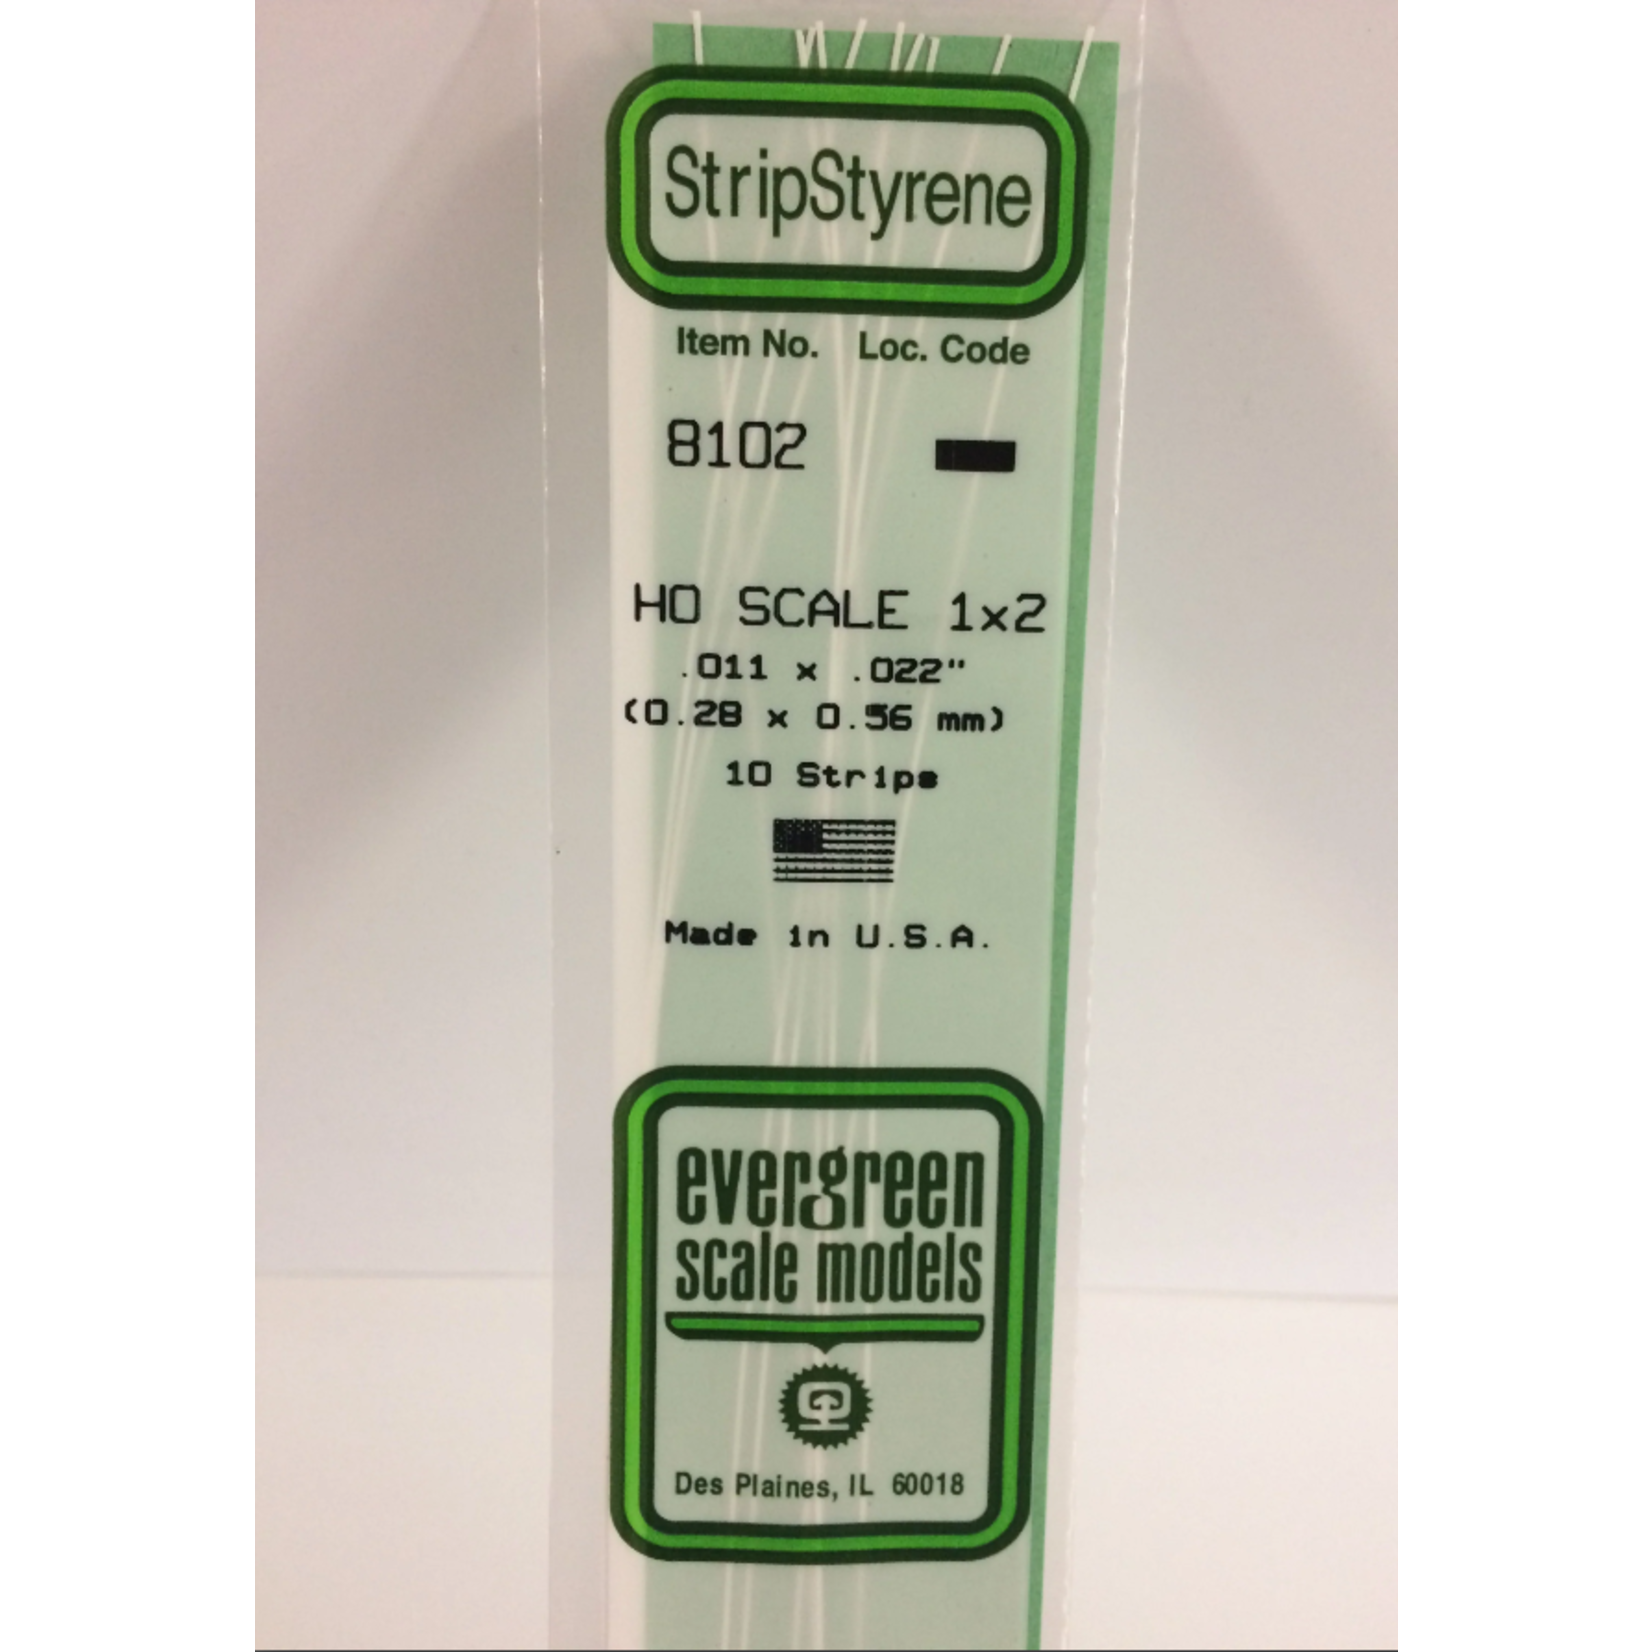 StripStyrene
Item No. Loc. Code
8102
HO SCALE 1x2
.011 x .022"
(0.28 x 0.56 mm)
10 Strips
Made in U.S.A.
evergreen
scale models
Des Plaines, IL 60018